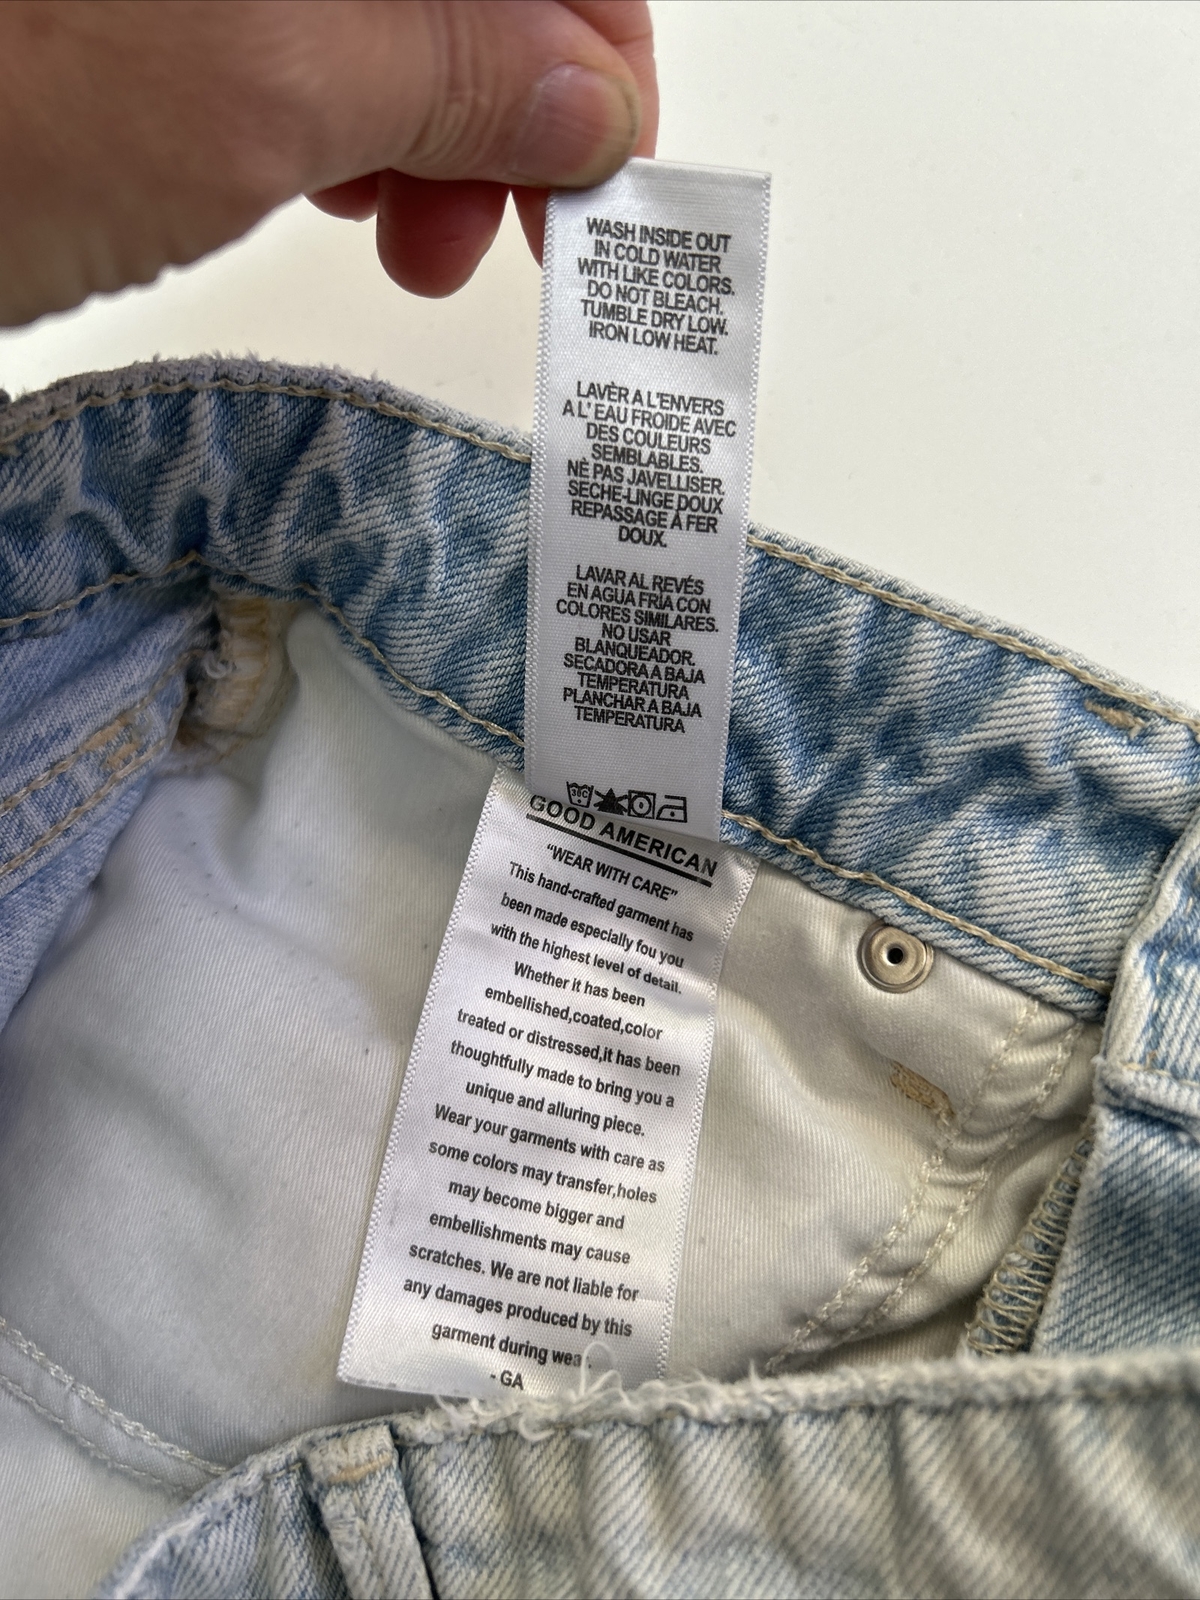 WASH INSIDE OUT
IN COLD WATER
WITH LIKE COLORS.
DO NOT BLEACH.
TUMBLE DRY LOW.
IRON LOW HEAT.
LAVÈR A L'ENVERS
A L' EAU FROIDE AVEC
DES COULEURS
SEMBLABLES.
NÈ PAS JAVELLISER.
SECHE-LINGE DOUX
REPASSAGE À FER
DOUX.
LAVAR AL REVÉS
EN AGUA FRÍA CON
COLORES SIMILARES.
NO USAR
BLANQUEADOR.
SECADORA A BAJA
TEMPERATURA
PLANCHAR A BAJA
TEMPERATURA
30C
GOOD AMERICAN
"WEAR WITH CARE"
This hand-crafted garment has
been made especially fou you
with the highest level of detail.
Whether it has been
embellished,coated,color
treated or distressed,it has been
thoughtfully made to bring you a
unique and alluring piece.
Wear your garments with care as
some colors may transfer,holes
may become bigger and
embellishments may cause
scratches. We are not liable for
any damages produced by this
garment during wear.
- GA